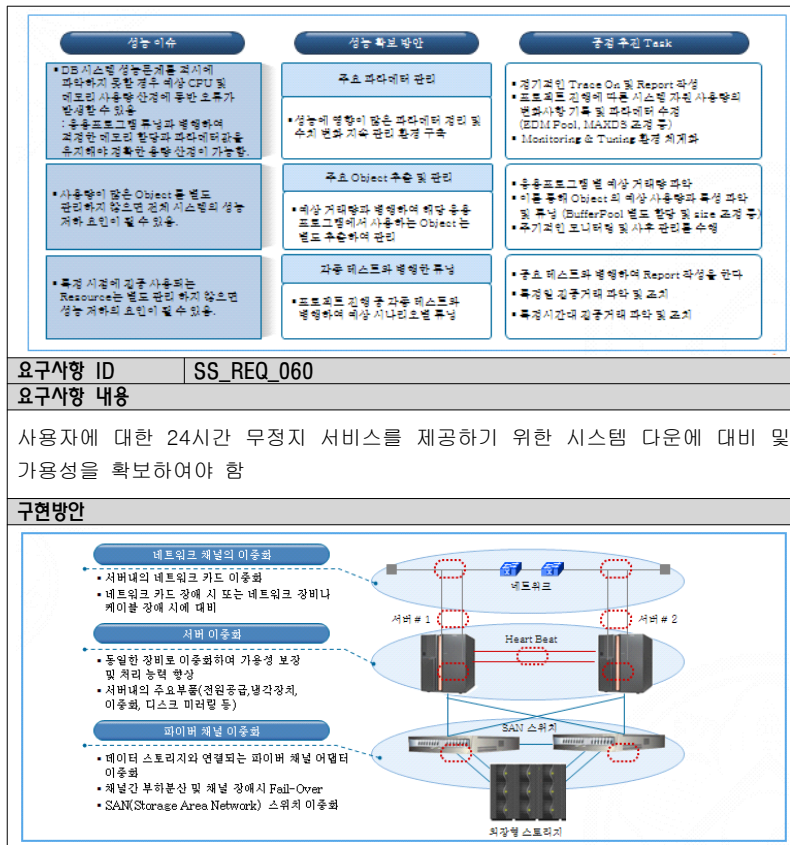 성능 이슈
성능 확보 방안
중점 추진 Task
▪ DB 시스템 성능문제를 적시에
파악하지 못할 경우 예상 CPU 및
메모리 사용량 산정에 동반 오류가
발생할 수 있음
: 응용프로그램 튜닝과 병행하여
적정한 메모리 할당과 파라메터값을
유지해야 정확한 용량 산정이 가능함.
주요 파라메터 관리
▪ 성능에 영향이 많은 파라메터 정리 및
수치 변화 지속 관리 환경 구축
▪ 정기적인 Trace On 및 Report 작성
▪ 프로젝트 진행에 따른 시스템 자원 사용량의
변화사항 기록 및 파라메터 수정
(EDM Pool, MAXDS 조정 등)
▪ Monitoring & Tuning 환경 체계화
▪ 사용량이 많은 Object 를 별도
관리하지 않으면 전체 시스템의 성능
저하 요인이 될 수 있음.
주요 Object 추출 및 관리
▪ 예상 거래량과 병행하여 해당 응용
프로그램에서 사용하는 Object 는
별도 추출하여 관리
▪ 응용프로그램 별 예상 거래량 파악
▪ 이를 통해 Object 의 예상 사용량과 특성 파악
및 튜닝 (BufferPool 별도 할당 및 size 조정 등)
▪ 주기적인 모니터링 및 사후 관리를 수행
▪ 특정 시점에 집중 사용되는
Resource는 별도 관리 하지 않으면
성능 저하의 요인이 될 수 있음.
각종 테스트와 병행한 튜닝
▪ 프로젝트 진행 중 각종 테스트와
병행하여 예상 시나리오별 튜닝
▪ 중요 테스트와 병행하여 Report 작성을 한다
▪ 특정일 집중거래 파악 및 조치
▪ 특정시간대 집중거래 파악 및 조치
요구사항 ID
SS_REQ_060
요구사항 내용
사용자에 대한 24시간 무정지 서비스를 제공하기 위한 시스템 다운에 대비 및
가용성을 확보하여야 함
구현방안
네트워크 채널의 이중화
▪ 서버내의 네트워크 카드 이중화
▪ 네트워크 카드 장애 시 또는 네트워크 장비나
케이블 장애 시에 대비
서버 이중화
▪ 동일한 장비로 이중화하여 가용성 보장
및 처리 능력 향상
▪ 서버내의 주요부품(전원공급,냉각장치,
이중화, 디스크 미러링 등)
파이버 채널 이중화
▪ 데이터 스토리지와 연결되는 파이버 채널 어댑터
이중화
▪ 채널간 부하분산 및 채널 장애시 Fail-Over
▪ SAN(Storage Area Network) 스위치 이중화
네트워크
서버 # 1
서버 # 2
Heart Beat
SAN 스위치
외장형 스토리지